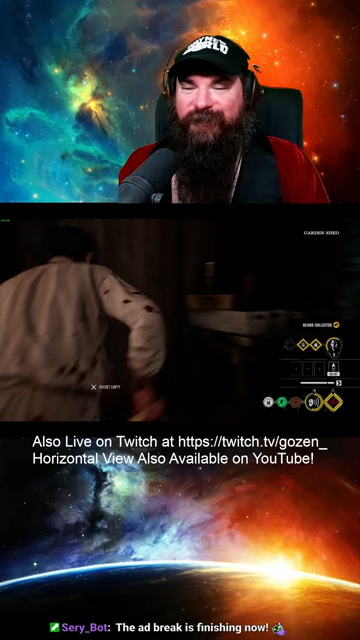 WORLD
GARDEN SHED
BLOOD COLLECTED
BUCKET EMPTY
Also Live on Twitch at https://twitch.tv/gozen_
Horizontal View Also Available on YouTube!
Sery_Bot: The ad break is finishing now!